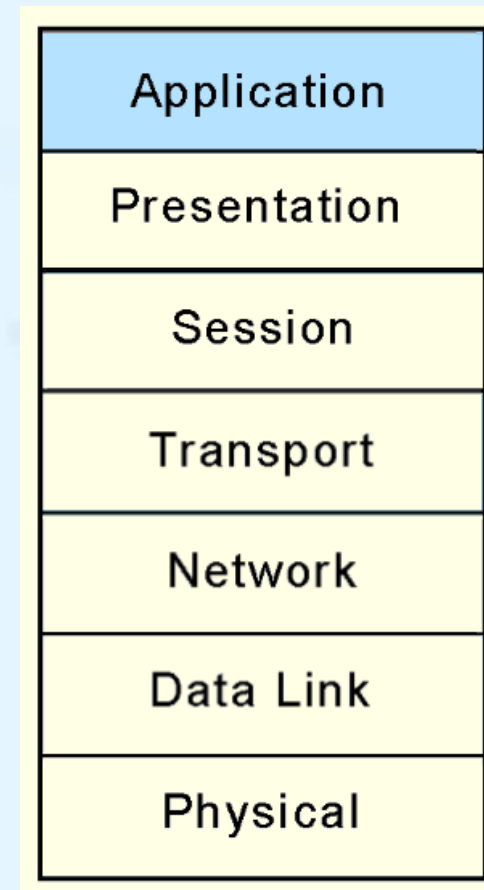 Application
Presentation
Session
Transport
Network
Data Link
Physical